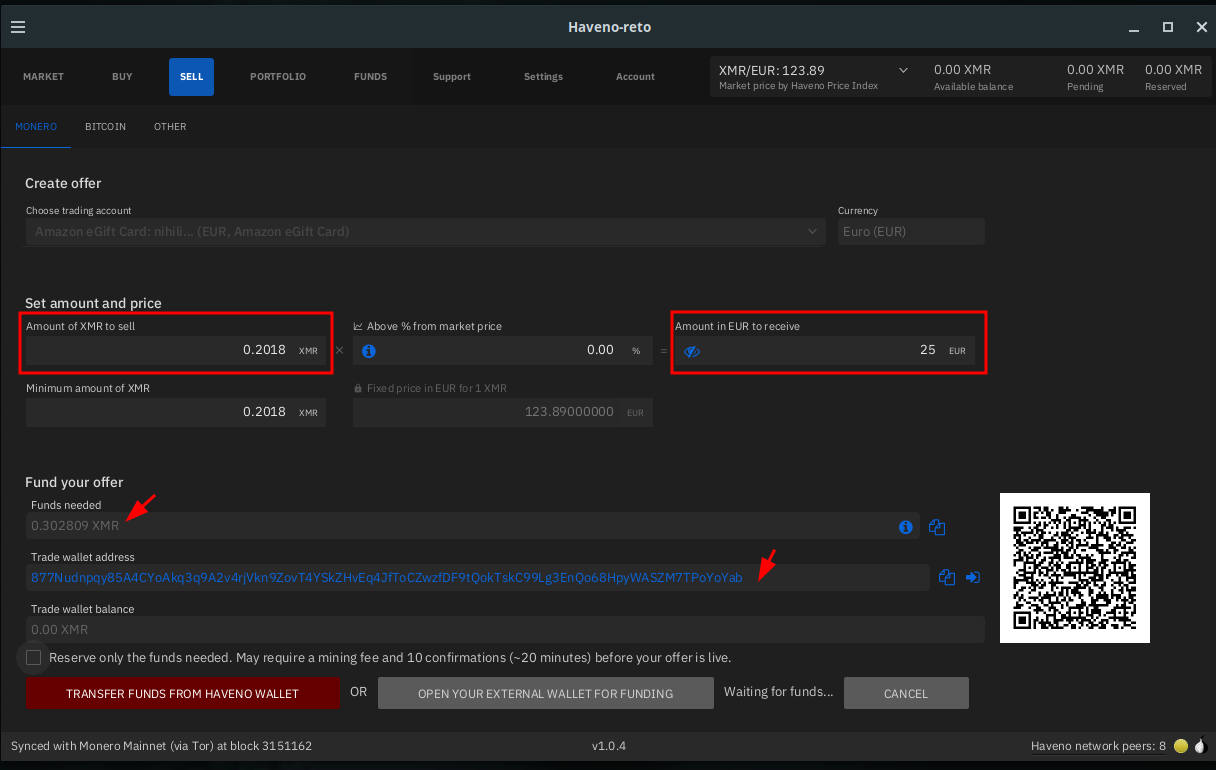 Haveno-reto
MARKET BUY SELL PORTFOLIO FUNDS Support Settings Account
XMR/EUR: 123.89 0.00 XMR 0.00 XMR 0.00 XMR
Market price by Haveno Price Index Available balance Pending Reserved
MONERO BITCOIN OTHER
Create offer
Choose trading account Currency
Amazon eGift Card: nihili... (EUR, Amazon eGift Card) Euro (EUR)
Set amount and price
Amount of XMR to sell Above % from market price Amount in EUR to receive
0.2018 XMR × 0.00 % = 25 EUR
Minimum amount of XMR Fixed price in EUR for 1 XMR
0.2018 XMR 123.89000000 EUR
Fund your offer
Funds needed
0.302809 XMR
Trade wallet address
877Nudnpqy85A4CYoAkq3q9A2v4rjVkn9ZovT4YSkZHvEq4JfToCZwzfDF9tQokTskC99Lg3EnQo68HpyWASZM7TPoYoYab
Trade wallet balance
0.00 XMR
Reserve only the funds needed. May require a mining fee and 10 confirmations (~20 minutes) before your offer is live.
TRANSFER FUNDS FROM HAVENO WALLET OR OPEN YOUR EXTERNAL WALLET FOR FUNDING Waiting for funds... CANCEL
Synced with Monero Mainnet (via Tor) at block 3151162 v1.0.4 Haveno network peers: 8